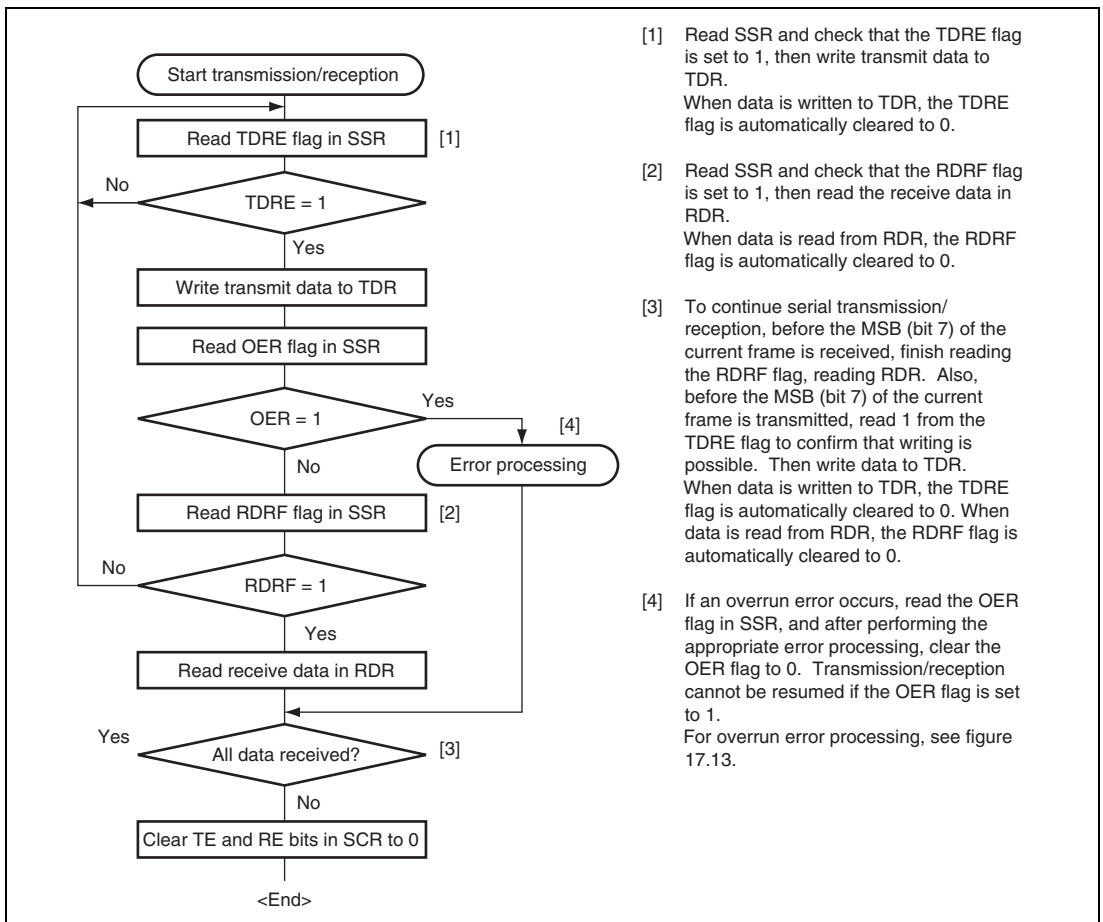 Start transmission/reception
Read TDRE flag in SSR
[1]
No
TDRE = 1
Yes
Write transmit data to TDR
Read OER flag in SSR
Yes
OER = 1
[4]
No
Error processing
Read RDRF flag in SSR
[2]
No
RDRF = 1
Yes
Read receive data in RDR
Yes
All data received?
[3]
No
Clear TE and RE bits in SCR to 0
<End>
[1] Read SSR and check that the TDRE flag
is set to 1, then write transmit data to
TDR.
When data is written to TDR, the TDRE
flag is automatically cleared to 0.
[2] Read SSR and check that the RDRF flag
is set to 1, then read the receive data in
RDR.
When data is read from RDR, the RDRF
flag is automatically cleared to 0.
[3] To continue serial transmission/
reception, before the MSB (bit 7) of the
current frame is received, finish reading
the RDRF flag, reading RDR. Also,
before the MSB (bit 7) of the current
frame is transmitted, read 1 from the
TDRE flag to confirm that writing is
possible. Then write data to TDR.
When data is written to TDR, the TDRE
flag is automatically cleared to 0. When
data is read from RDR, the RDRF flag is
automatically cleared to 0.
[4] If an overrun error occurs, read the OER
flag in SSR, and after performing the
appropriate error processing, clear the
OER flag to 0. Transmission/reception
cannot be resumed if the OER flag is set
to 1.
For overrun error processing, see figure
17.13.